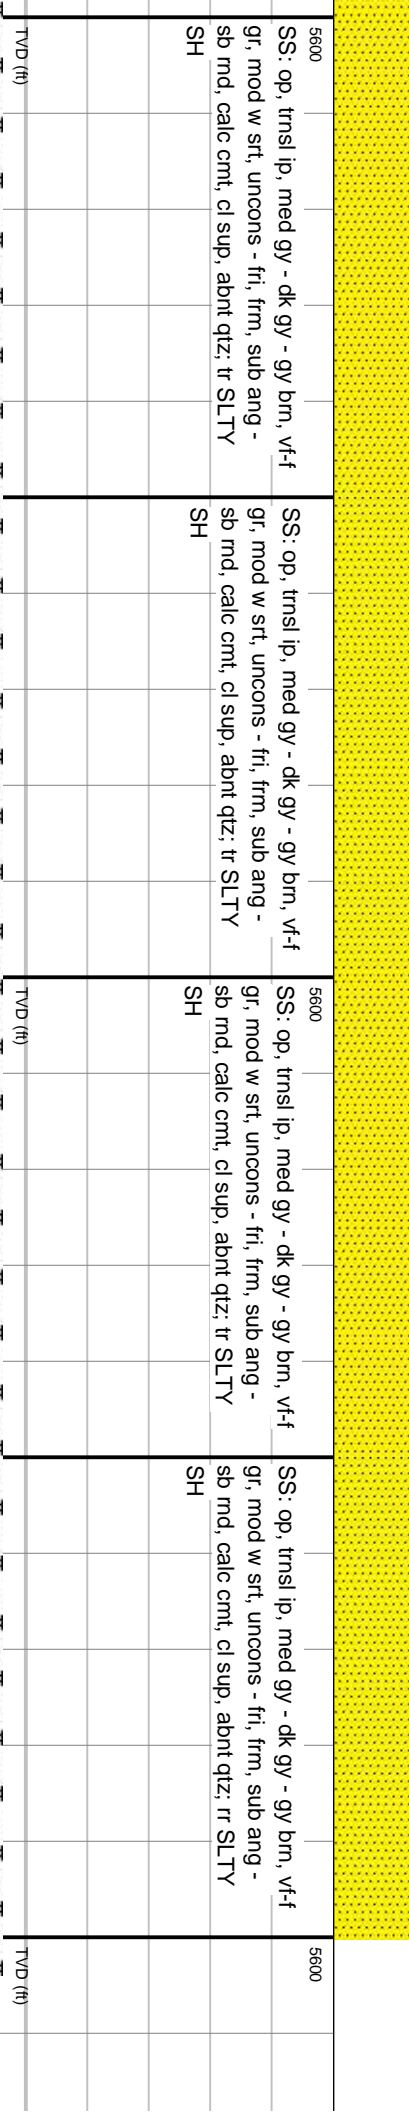 5600
SS: op, trnsl ip, med gy - dk gy - gy brn, vf-f
gr, mod w srt, uncons - fri, frm, sub ang -
sb rnd, calc cmt, cl sup, abnt qtz; tr SLTY
SH
TVD (ft)
SS: op, trnsl ip, med gy - dk gy - gy brn, vf-f
gr, mod w srt, uncons - fri, frm, sub ang -
sb rnd, calc cmt, cl sup, abnt qtz; tr SLTY
SH
5600
SS: op, trnsl ip, med gy - dk gy - gy brn, vf-f
gr, mod w srt, uncons - fri, frm, sub ang -
sb rnd, calc cmt, cl sup, abnt qtz; tr SLTY
SH
TVD (ft)
SS: op, trnsl ip, med gy - dk gy - gy brn, vf-f
gr, mod w srt, uncons - fri, frm, sub ang -
sb rnd, calc cmt, cl sup, abnt qtz; rr SLTY
SH
5600
TVD (ft)